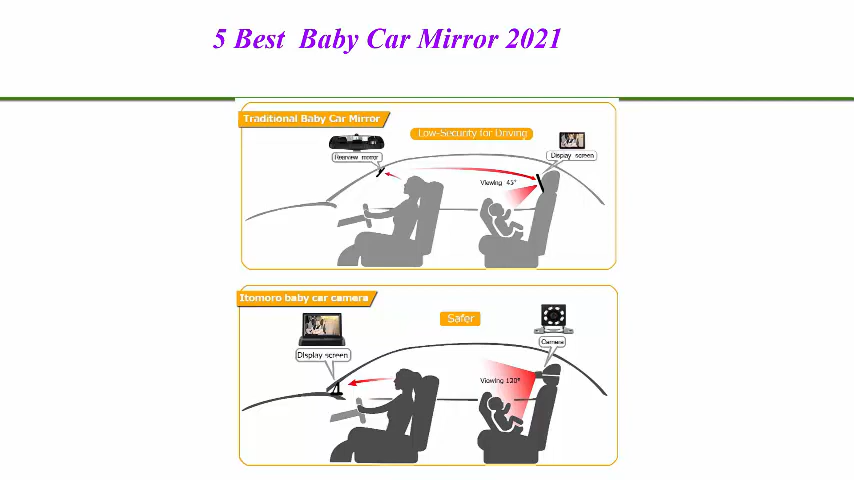 5 Best Baby Car Mirror 2021
Traditional Baby Car Mirror
Low-Security for Driving
Rearview mirror
Display screen
Viewing 45°
Itomoro baby car camera
Safer
Display screen
Camera
Viewing 120°